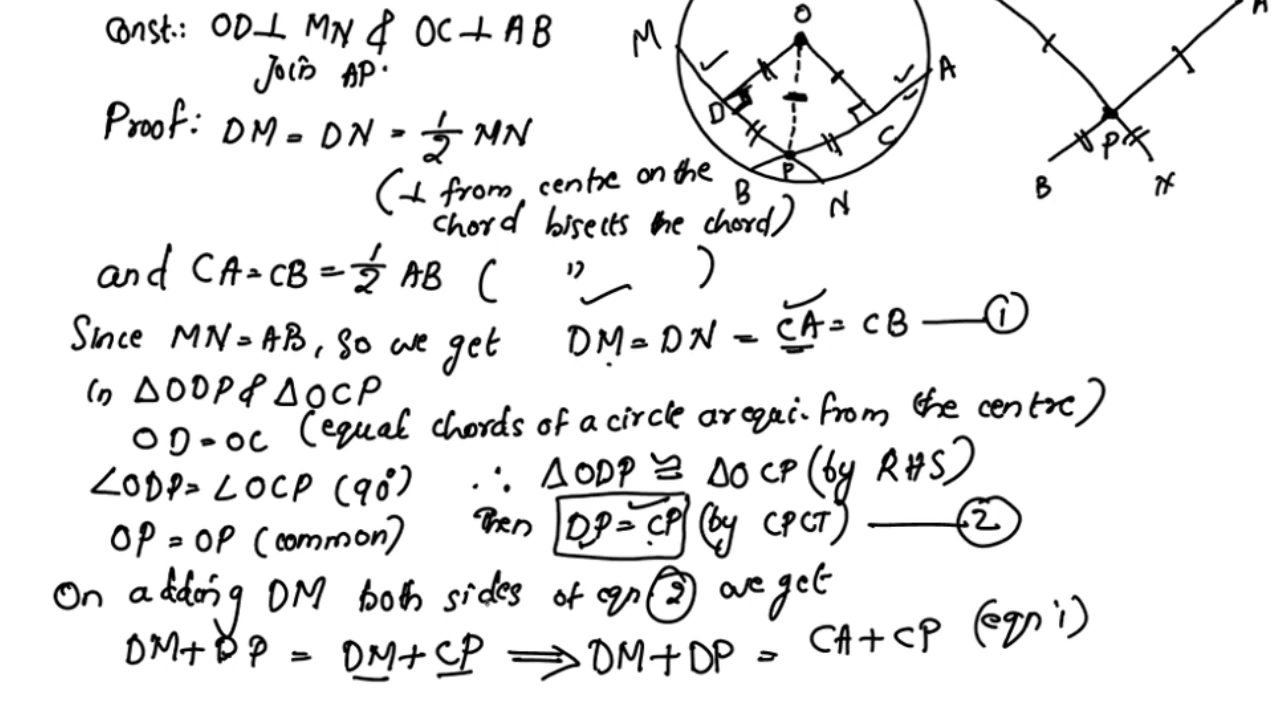 Const.: OD⊥ MN & OC⊥AB
Join AP.
Proof: DM = DN = 1/2 MN
(⊥ from centre on the
chord bisects the chord)
and CA = CB = 1/2 AB ( " )
Since MN = AB, so we get DM = DN = CA = CB — ①
In ΔODP & ΔOCP
OD = OC (equal chords of a circle ar equi. from the centre)
∠ODP = ∠OCP (90°) ∴ ΔODP ≅ ΔOCP (by RHS)
OP = OP (common) Then DP = CP (by CPCT) — ②
On adding DM both sides of eqn ② we get
DM + DP = DM + CP ⟹ DM + DP = CA + CP (eqn i)
O
M
A
D
C
P
B
N
A
P
B
N